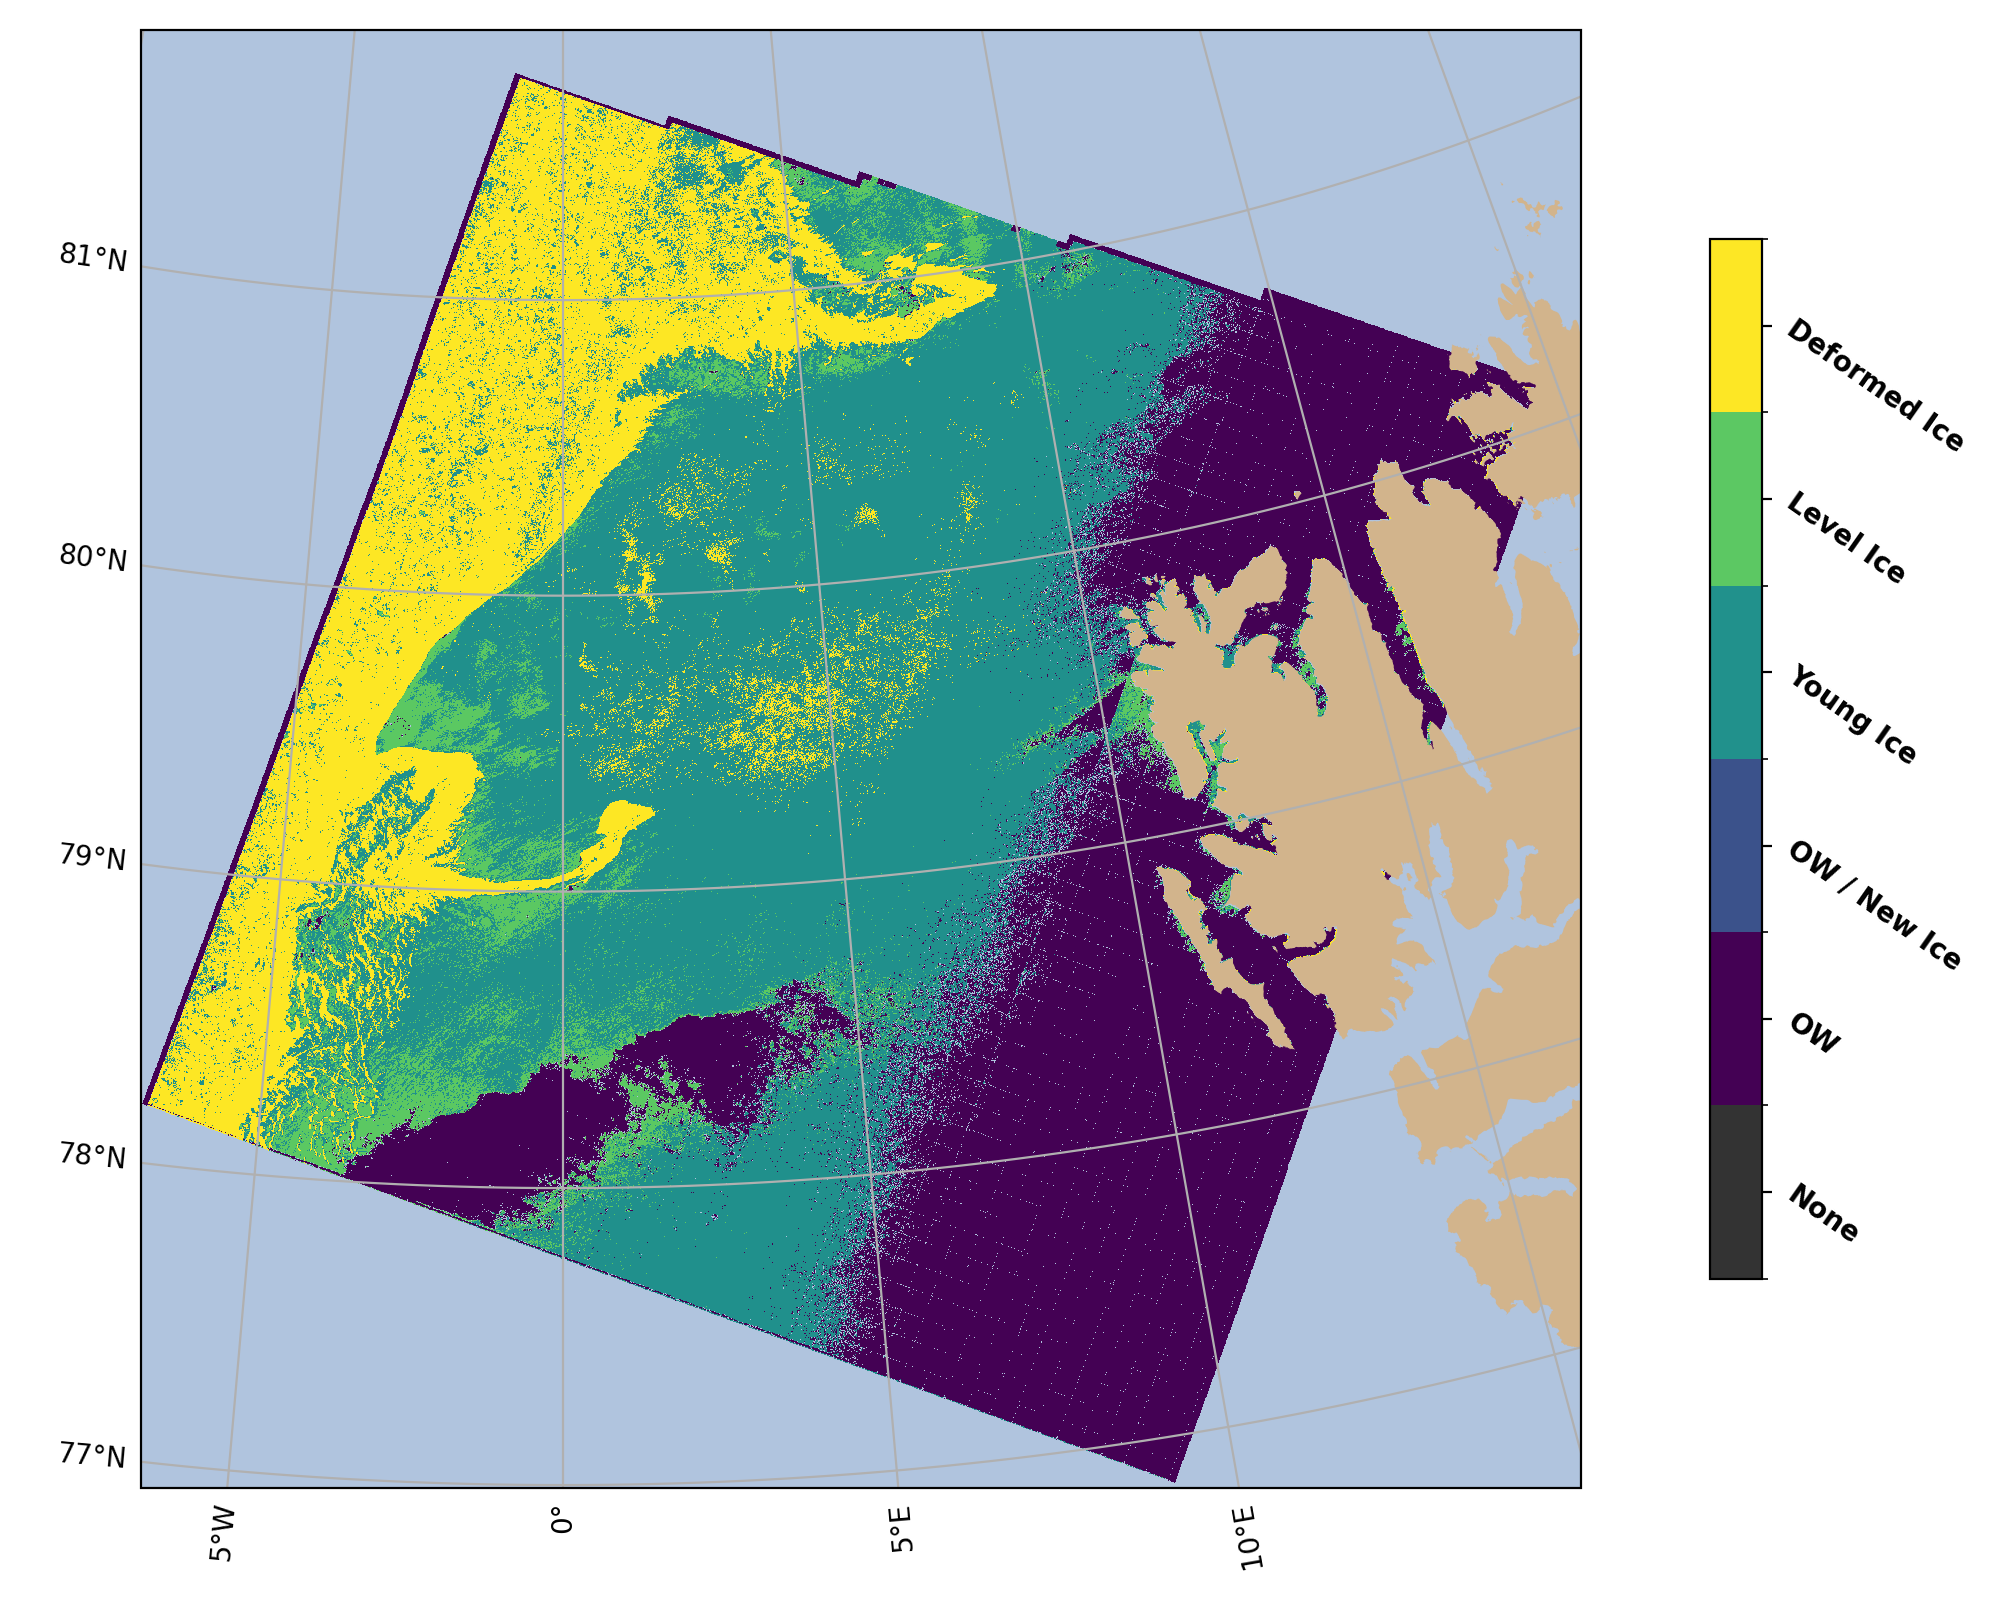 81°N
80°N
79°N
78°N
77°N
5°W
0°
5°E
10°E
Deformed Ice
Level Ice
Young Ice
OW / New Ice
OW
None